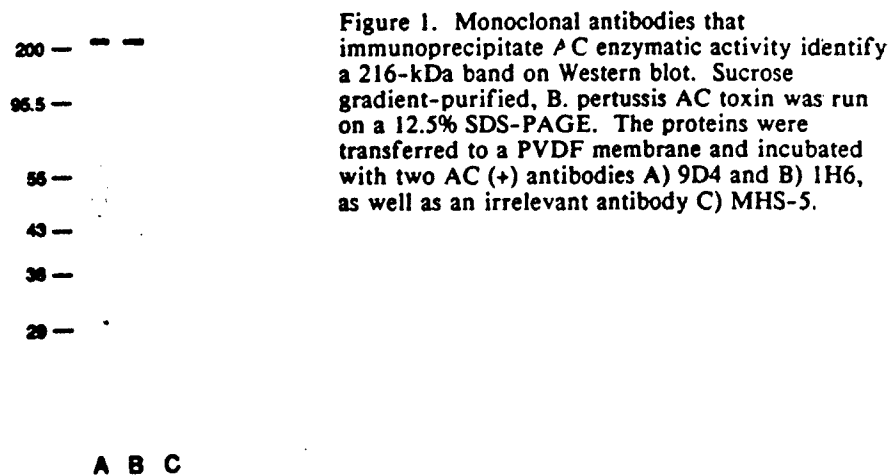 Figure 1. Monoclonal antibodies that
immunoprecipitate AC enzymatic activity identify
a 216-kDa band on Western blot. Sucrose
gradient-purified, B. pertussis AC toxin was run
on a 12.5% SDS-PAGE. The proteins were
transferred to a PVDF membrane and incubated
with two AC (+) antibodies A) 9D4 and B) 1H6,
as well as an irrelevant antibody C) MHS-5.
200 —
96.5 —
55 —
43 —
36 —
29 —
A B C